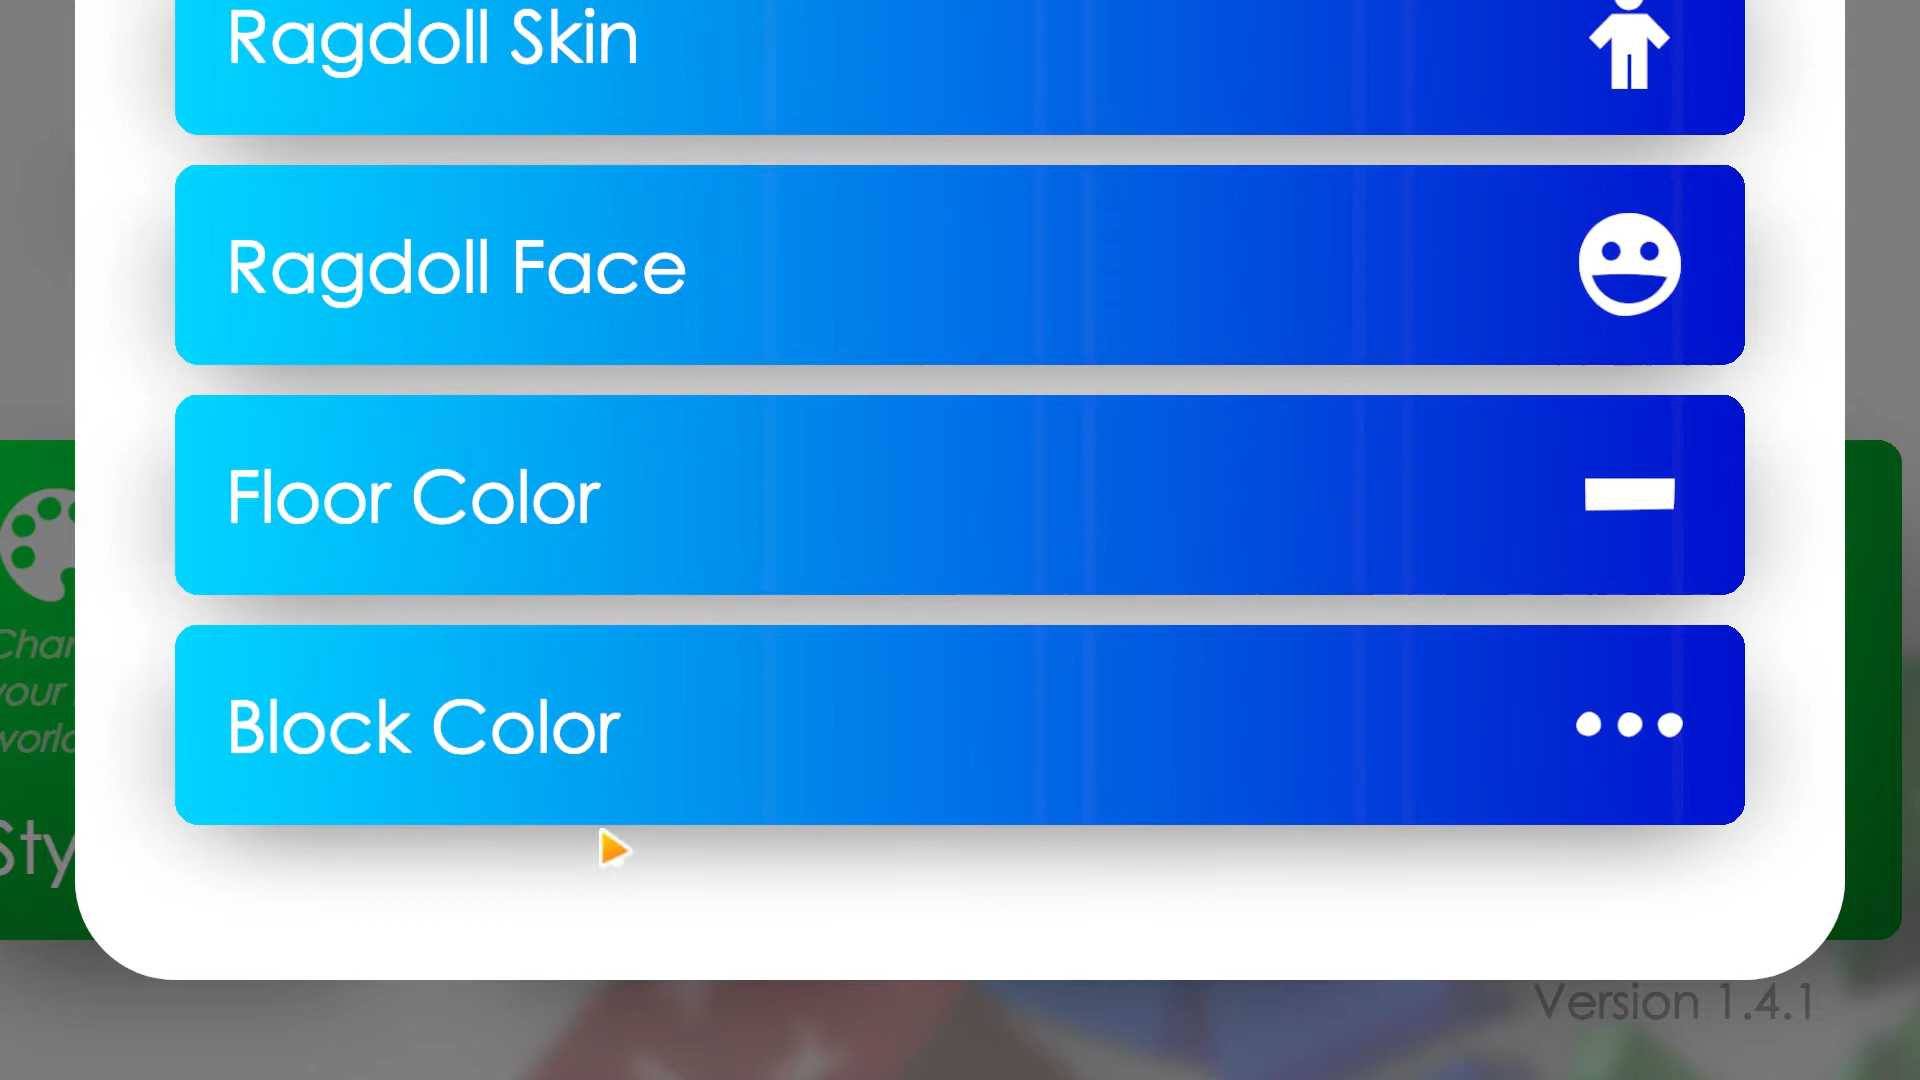 Ragdoll Skin
Ragdoll Face
Floor Color
Block Color
Version 1.4.1